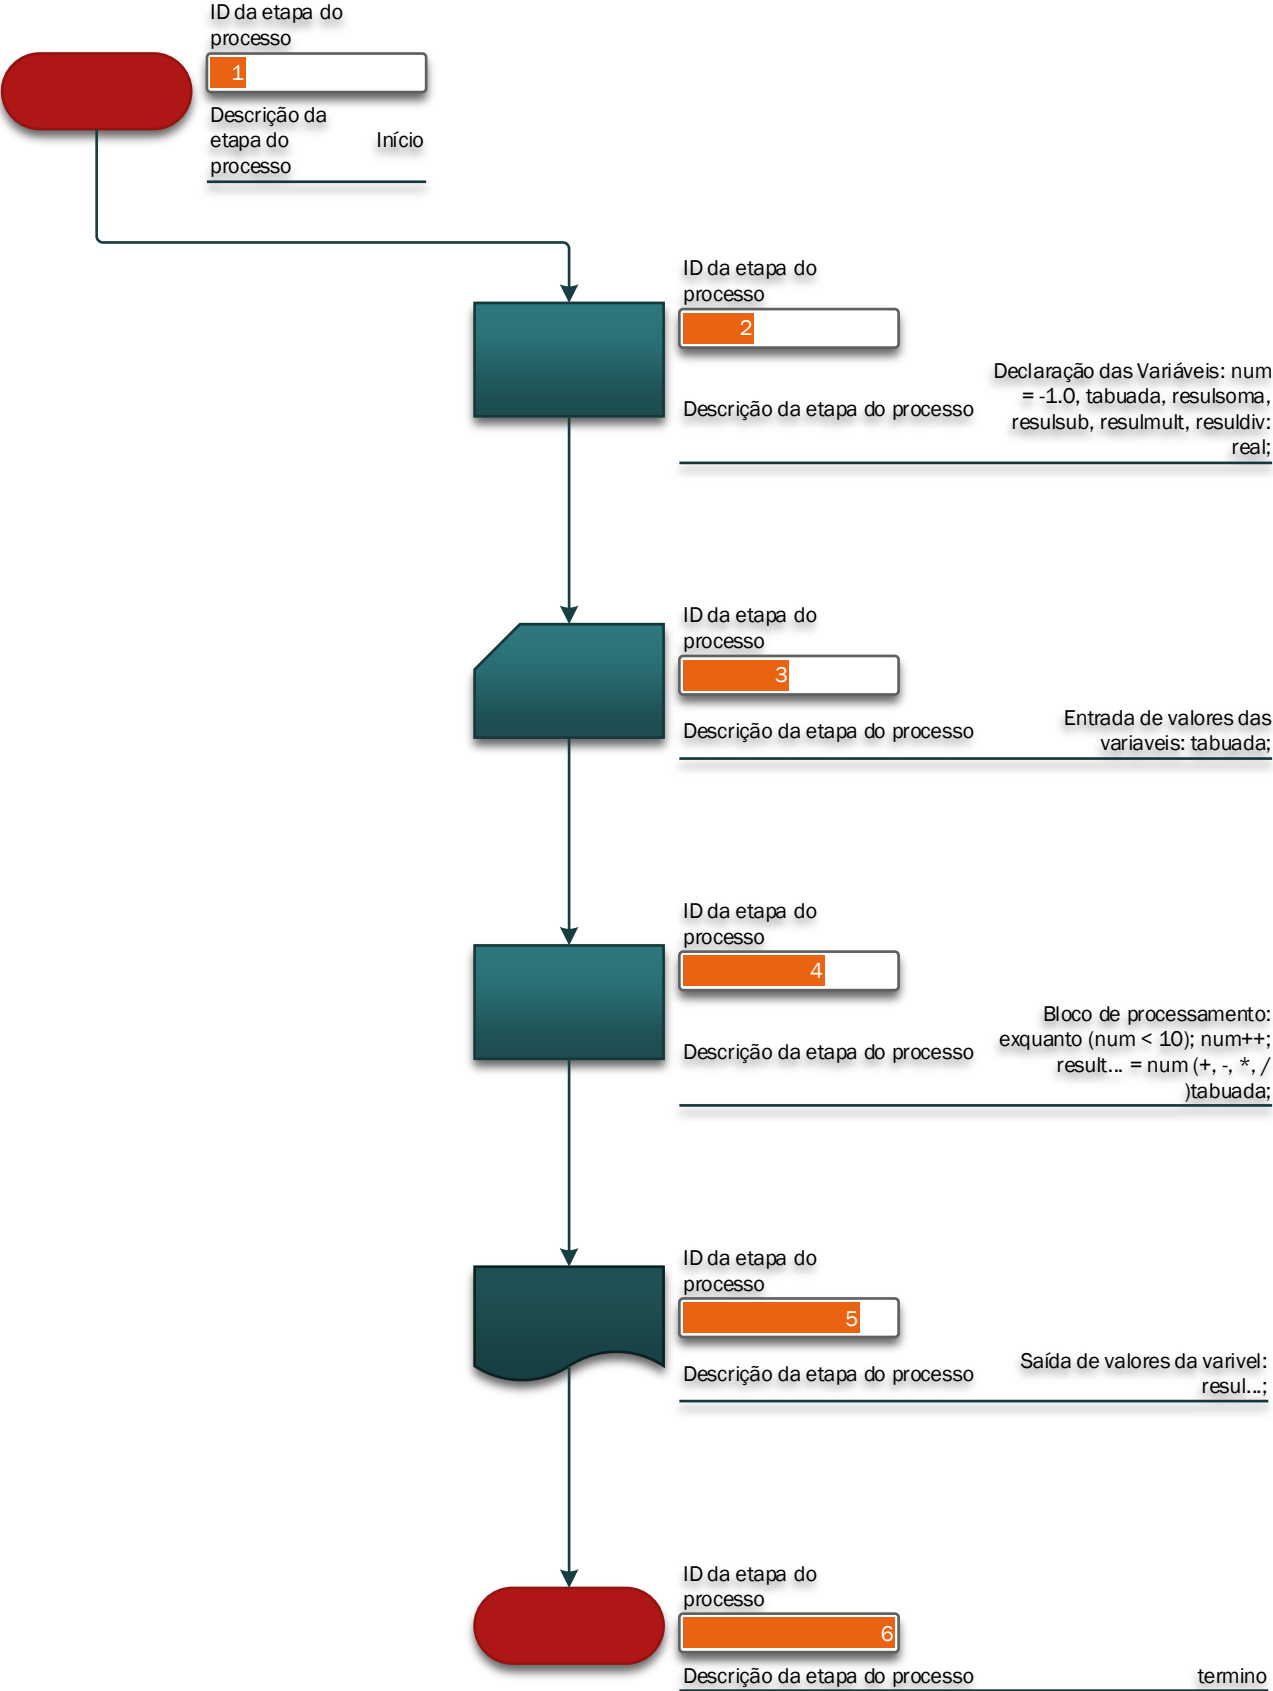 ID da etapa do
processo
1
Descrição da
etapa do
processo
Início
ID da etapa do
processo
2
Descrição da etapa do processo
Declaração das Variáveis: num
= -1.0, tabuada, resulsoma,
resulsub, resulmult, resuldiv:
real;
ID da etapa do
processo
3
Descrição da etapa do processo
Entrada de valores das
variaveis: tabuada;
ID da etapa do
processo
4
Descrição da etapa do processo
Bloco de processamento:
exquanto (num < 10); num++;
result... = num (+, -, *, /
)tabuada;
ID da etapa do
processo
5
Descrição da etapa do processo
Saída de valores da varivel:
resul...;
ID da etapa do
processo
6
Descrição da etapa do processo
termino